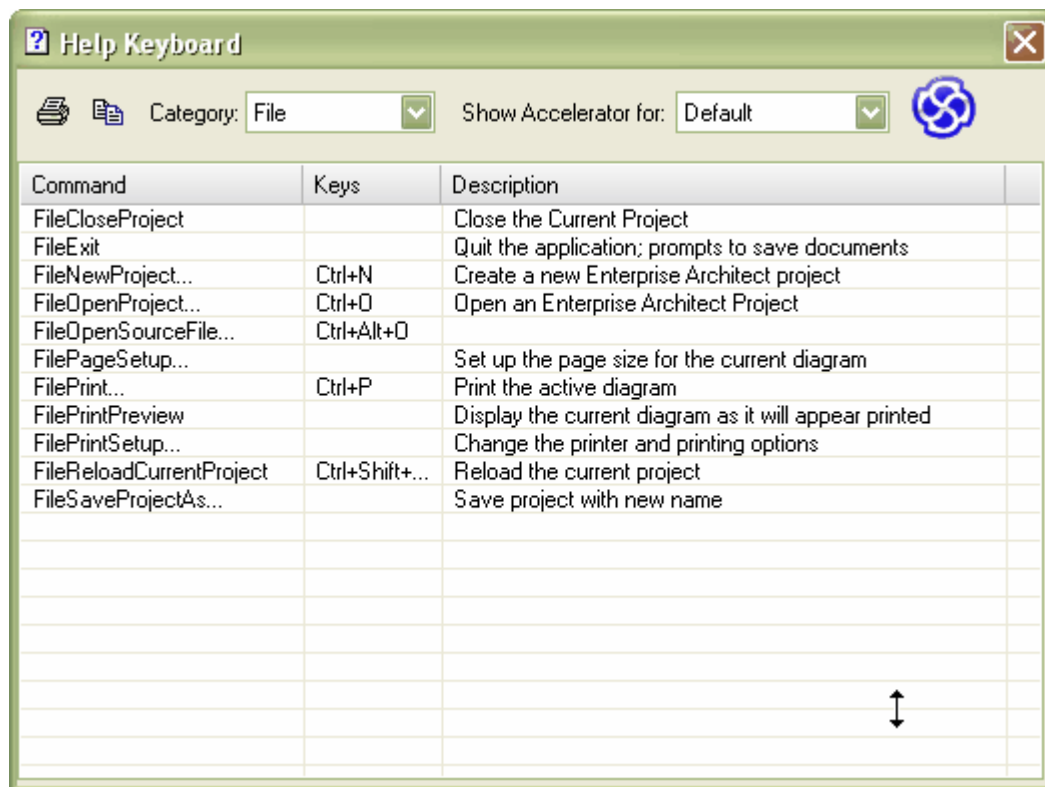 Help Keyboard
Category: File Show Accelerator for: Default
Command Keys Description
FileCloseProject Close the Current Project
FileExit Quit the application; prompts to save documents
FileNewProject... Ctrl+N Create a new Enterprise Architect project
FileOpenProject... Ctrl+O Open an Enterprise Architect Project
FileOpenSourceFile... Ctrl+Alt+O
FilePageSetup... Set up the page size for the current diagram
FilePrint... Ctrl+P Print the active diagram
FilePrintPreview Display the current diagram as it will appear printed
FilePrintSetup... Change the printer and printing options
FileReloadCurrentProject Ctrl+Shift+... Reload the current project
FileSaveProjectAs... Save project with new name